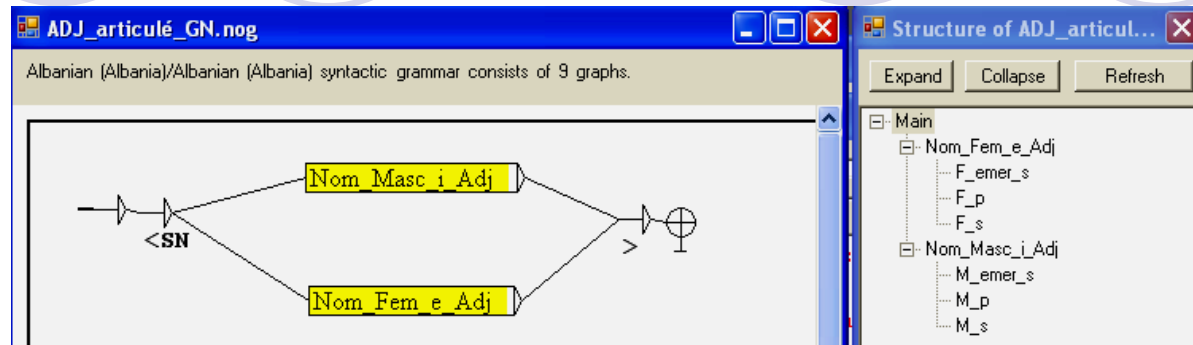 ADJ_articulé_GN.nog
Albanian (Albania)/Albanian (Albania) syntactic grammar consists of 9 graphs.
Nom_Masc_i_Adj
<SN
>
Nom_Fem_e_Adj
Structure of ADJ_articul...
Expand Collapse Refresh
Main
Nom_Fem_e_Adj
F_emer_s
F_p
F_s
Nom_Masc_i_Adj
M_emer_s
M_p
M_s